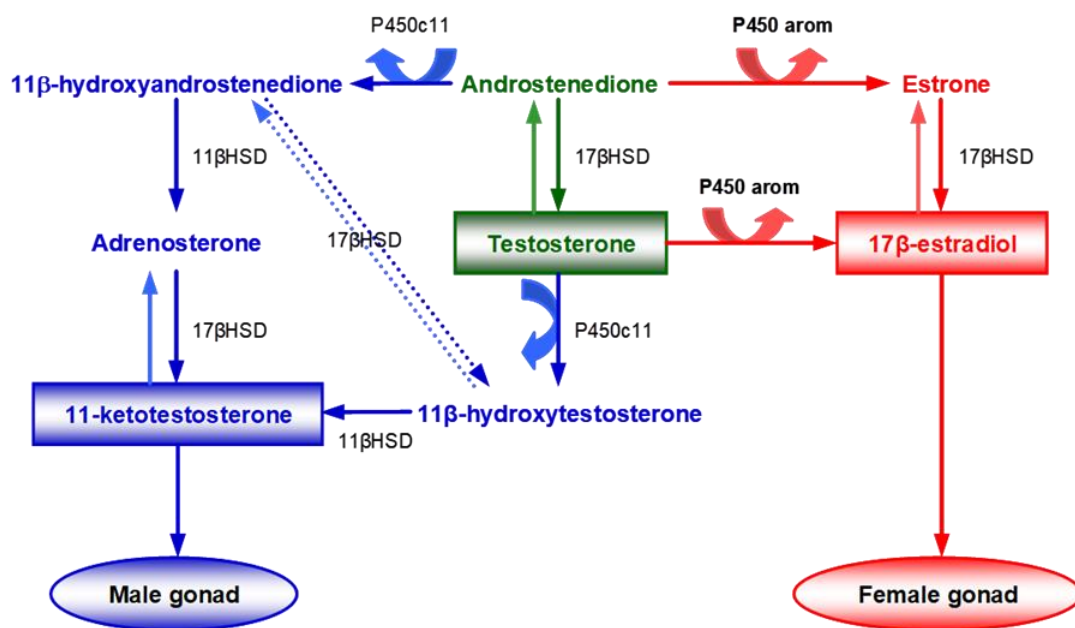 P450c11
P450 arom
11β-hydroxyandrostenedione
Androstenedione
Estrone
11βHSD
17βHSD
17βHSD
P450 arom
Adrenosterone
17βHSD
Testosterone
17β-estradiol
17βHSD
P450c11
11-ketotestosterone
11β-hydroxytestosterone
11βHSD
Male gonad
Female gonad